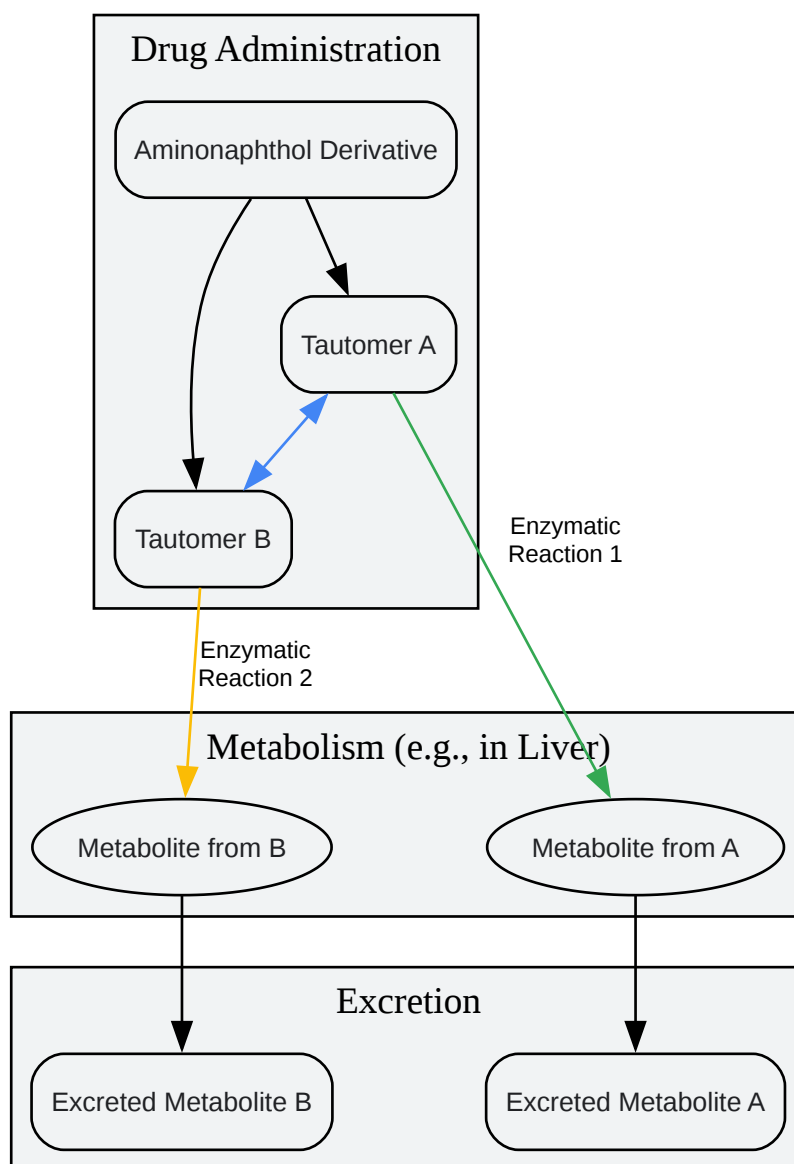 Drug Administration
Aminonaphthol Derivative
Tautomer A
Tautomer B
Enzymatic
Reaction 1
Enzymatic
Reaction 2
Metabolism (e.g., in Liver)
Metabolite from B
Metabolite from A
Excretion
Excreted Metabolite B
Excreted Metabolite A